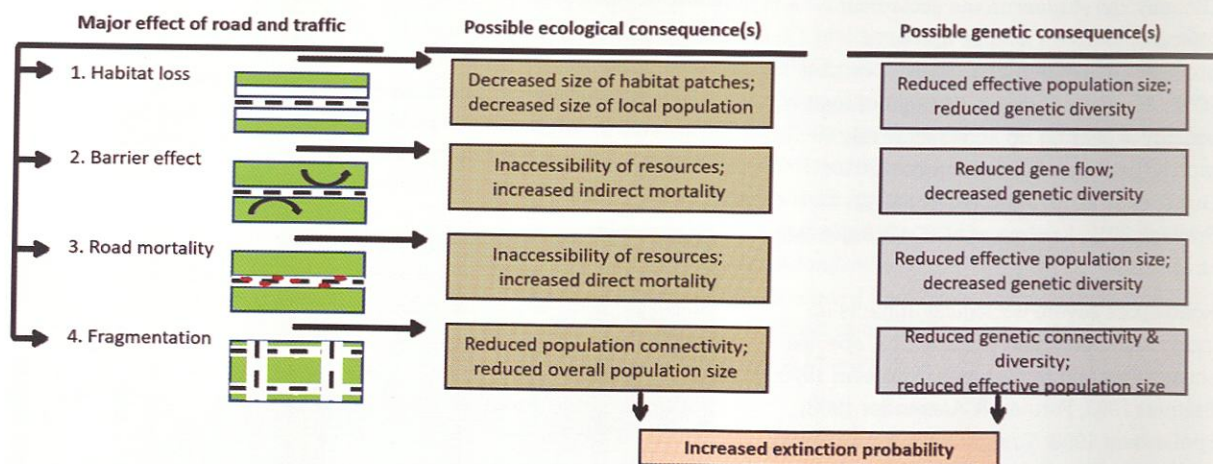 Major effect of road and traffic
Possible ecological consequence(s)
Possible genetic consequence(s)
1. Habitat loss
Decreased size of habitat patches;
decreased size of local population
Reduced effective population size;
reduced genetic diversity
2. Barrier effect
Inaccessibility of resources;
increased indirect mortality
Reduced gene flow;
decreased genetic diversity
3. Road mortality
Inaccessibility of resources;
increased direct mortality
Reduced effective population size;
decreased genetic diversity
4. Fragmentation
Reduced population connectivity;
reduced overall population size
Reduced genetic connectivity &
diversity;
reduced effective population size
Increased extinction probability